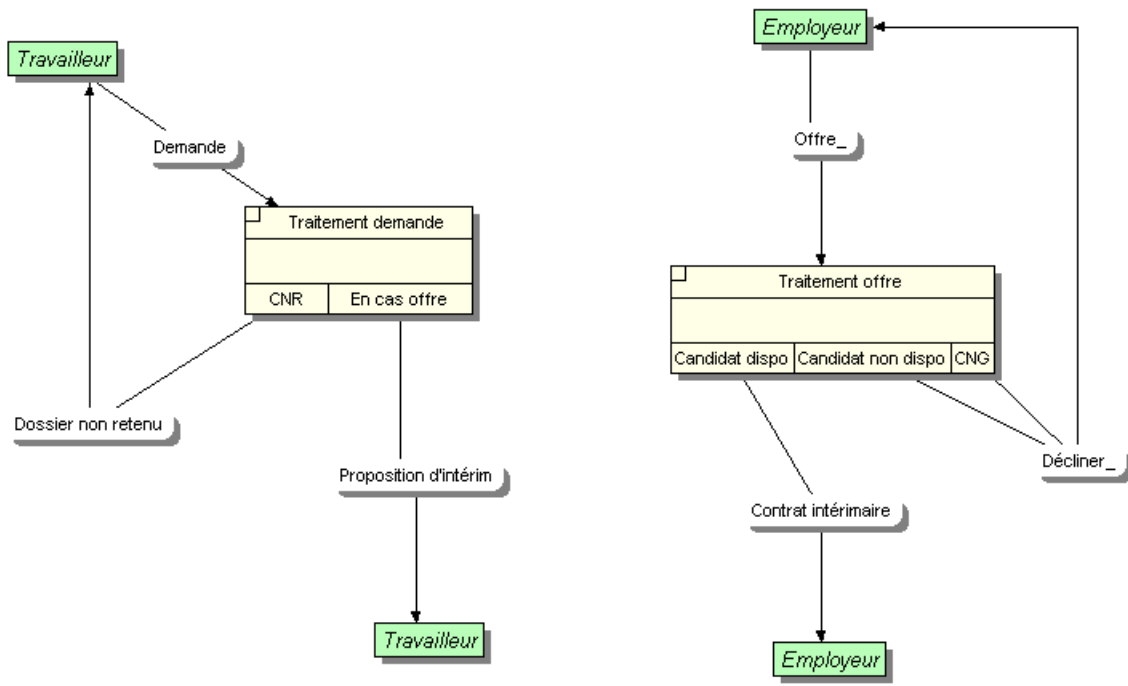 Travailleur
Demande
Traitement demande
CNR
En cas offre
Dossier non retenu
Proposition d'intérim
Travailleur
Employeur
Offre_
Traitement offre
Candidat dispo
Candidat non dispo
CNG
Décliner_
Contrat intérimaire
Employeur